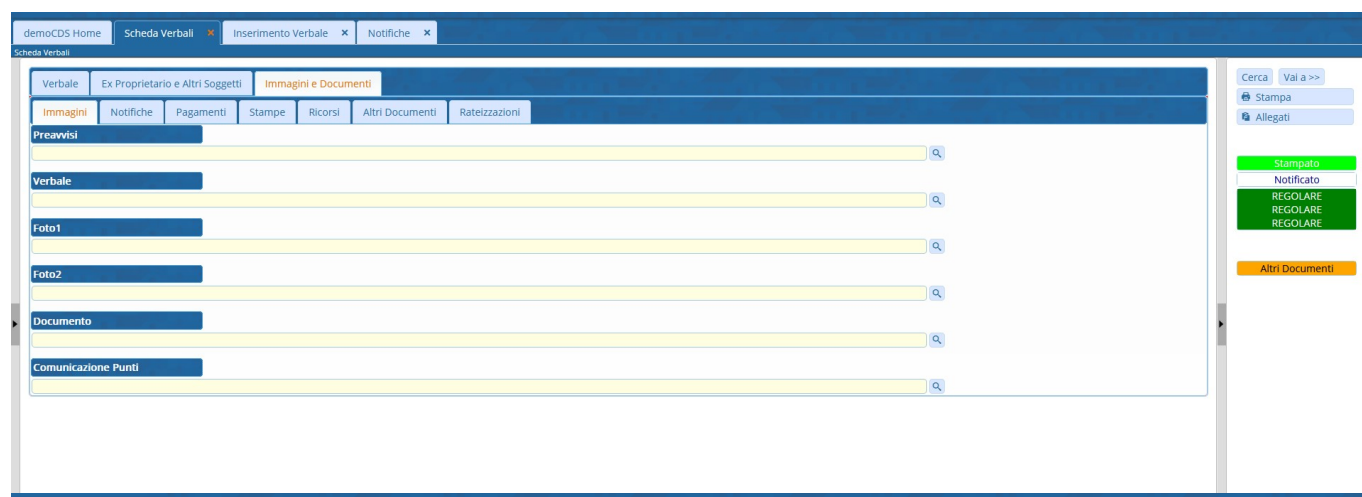 demoCDS Home Scheda Verbali × Inserimento Verbale × Notifiche ×
Scheda Verbali
Verbale Ex Proprietario e Altri Soggetti Immagini e Documenti
Immagini Notifiche Pagamenti Stampe Ricorsi Altri Documenti Rateizzazioni
Preavvisi
Verbale
Foto1
Foto2
Documento
Comunicazione Punti
Cerca Vai a >>
Stampa
Allegati
Stampato
Notificato
REGOLARE
REGOLARE
REGOLARE
Altri Documenti